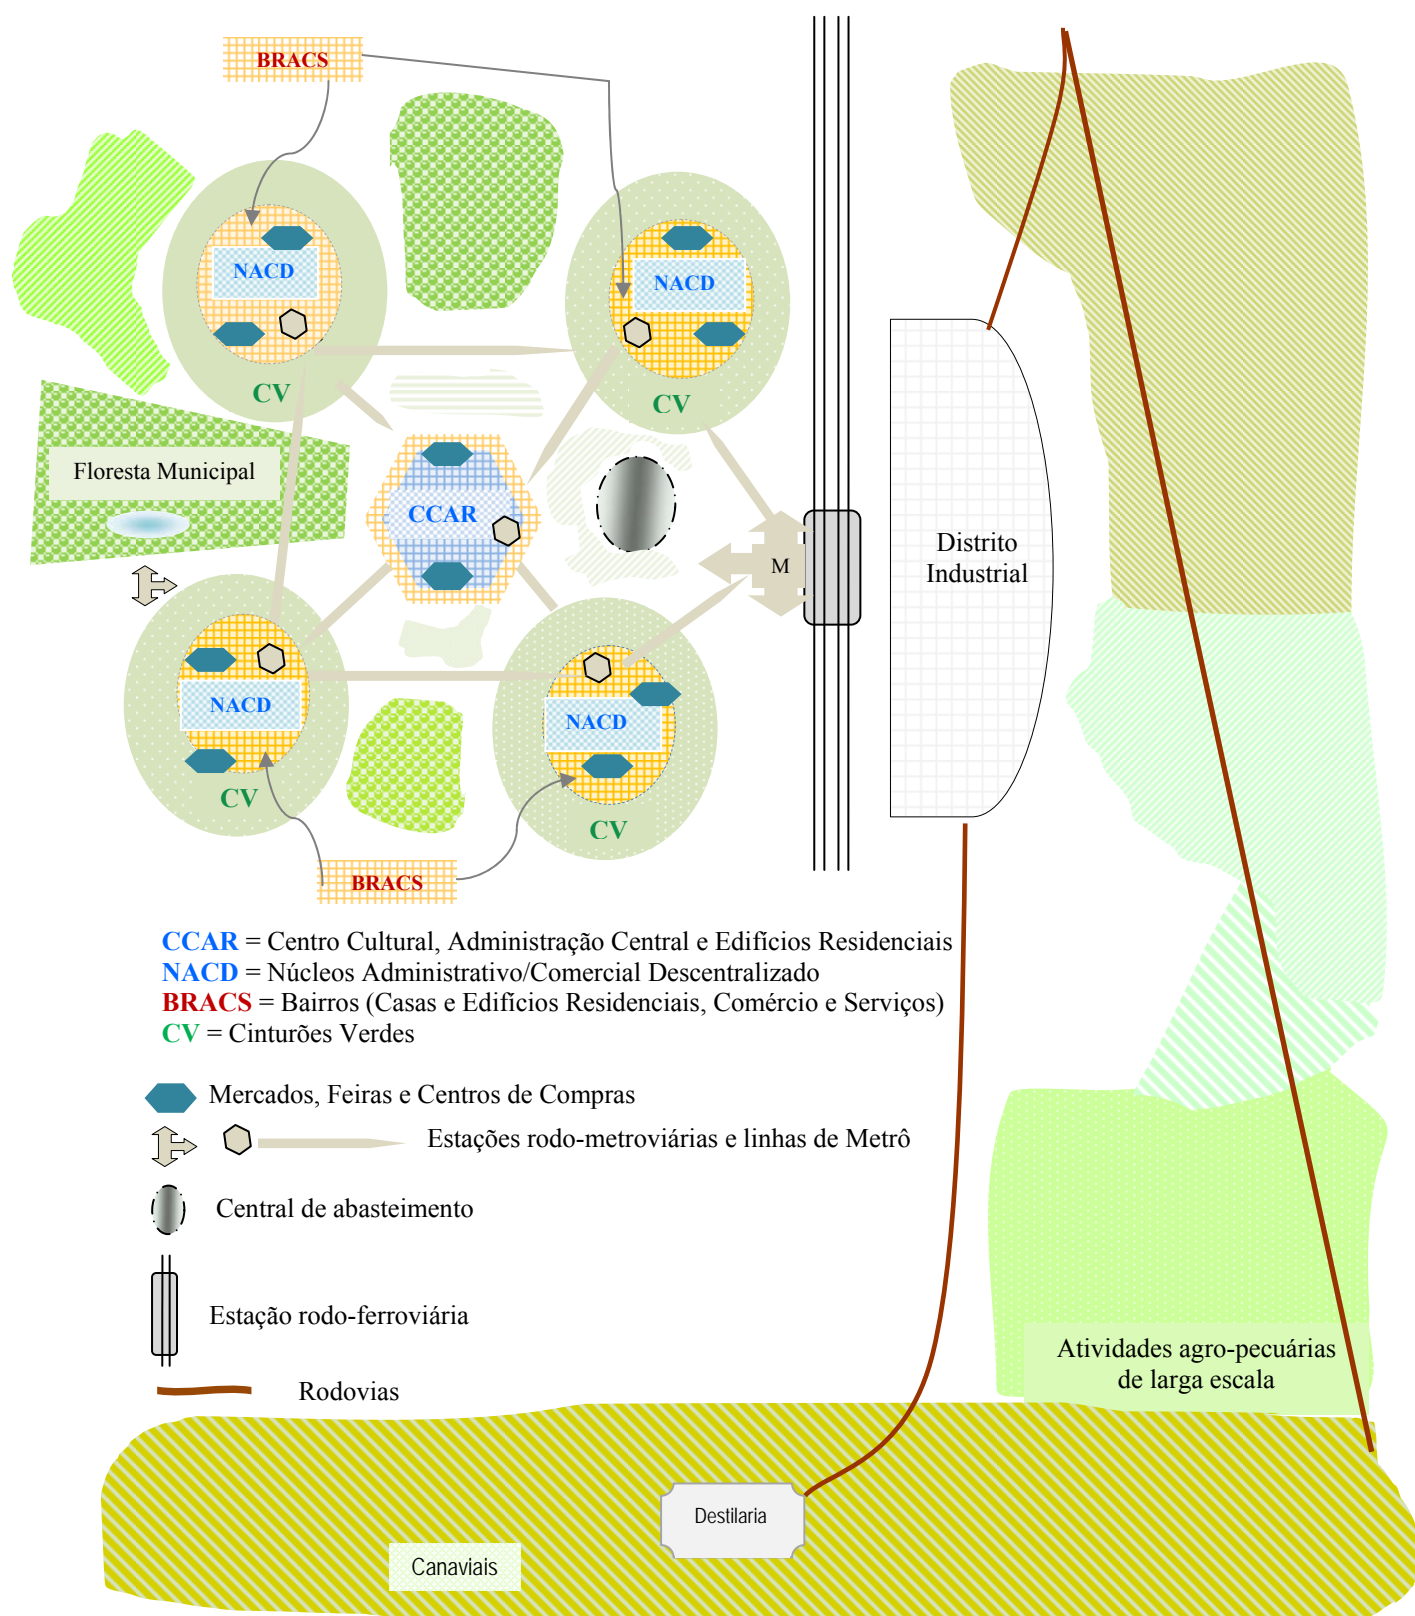 BRACS
NACD
NACD
CV
CV
Floresta Municipal
CCAR
M
Distrito
Industrial
NACD
NACD
CV
CV
BRACS
CCAR = Centro Cultural, Administração Central e Edifícios Residenciais
NACD = Núcleos Administrativo/Comercial Descentralizado
BRACS = Bairros (Casas e Edifícios Residenciais, Comércio e Serviços)
CV = Cinturões Verdes
Mercados, Feiras e Centros de Compras
Estações rodo-metroviárias e linhas de Metrô
Central de abasteimento
Estação rodo-ferroviária
Atividades agro-pecuárias
de larga escala
Rodovias
Destilaria
Canaviais